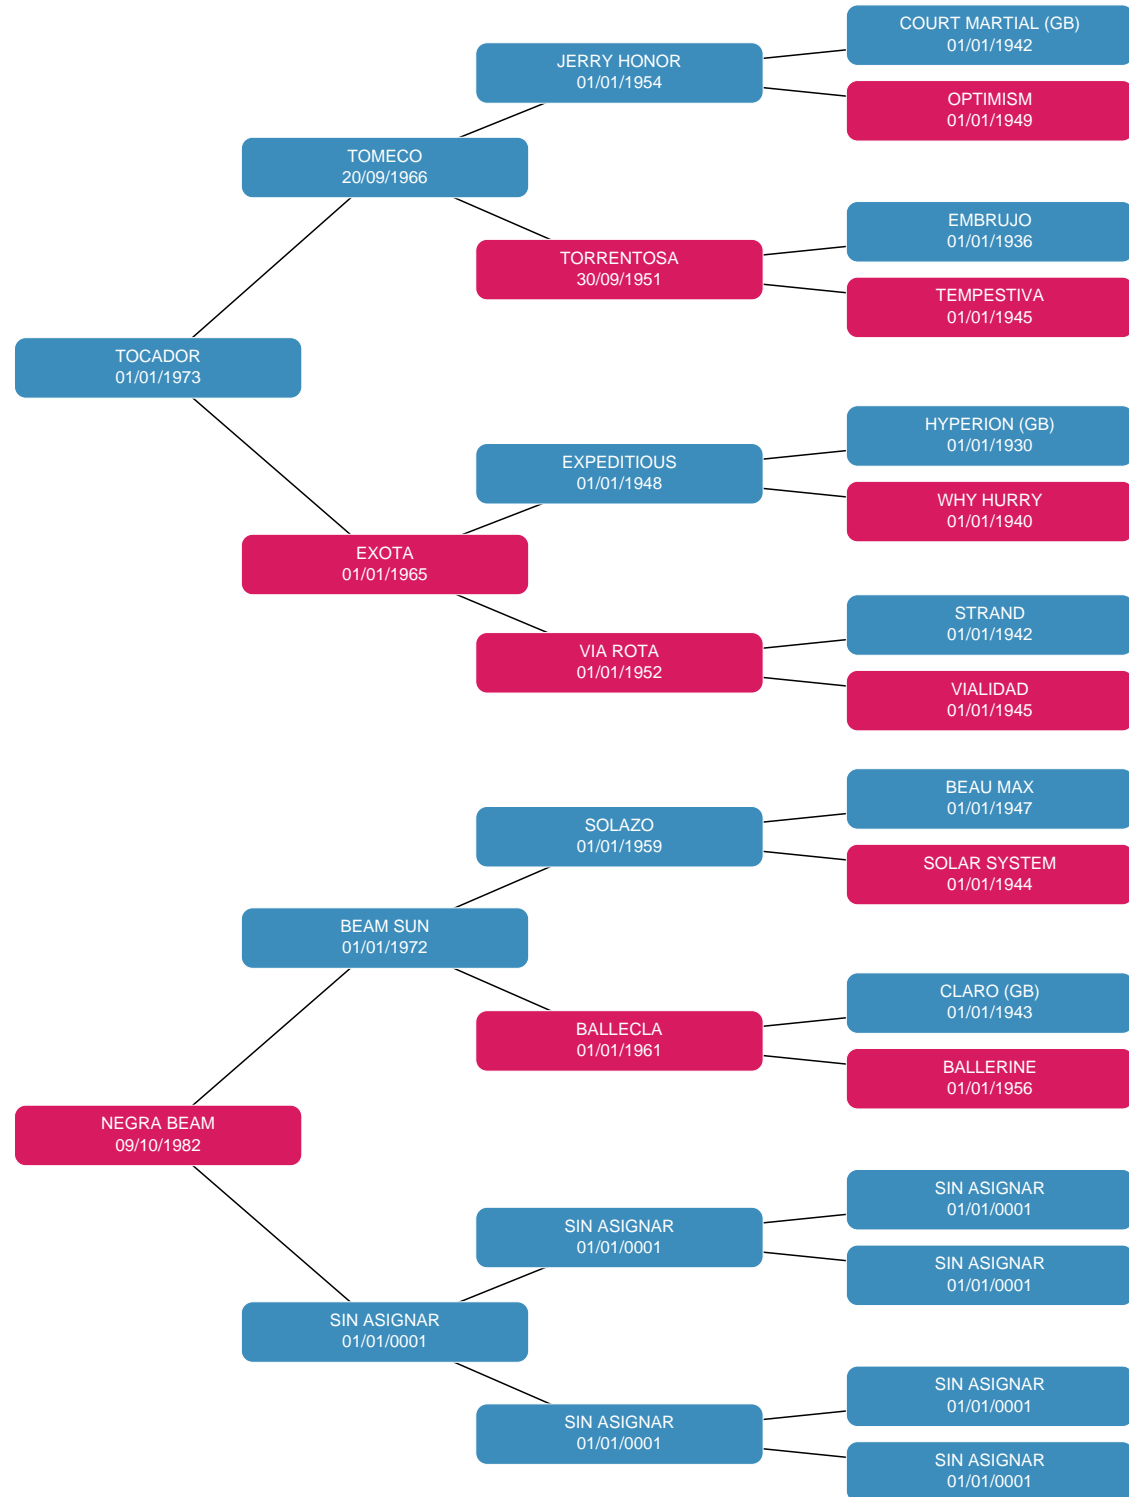 COURT MARTIAL (GB)
01/01/1942
JERRY HONOR
01/01/1954
OPTIMISM
01/01/1949
TOMECO
20/09/1966
EMBRUJO
01/01/1936
TORRENTOSA
30/09/1951
TEMPESTIVA
01/01/1945
TOCADOR
01/01/1973
HYPERION (GB)
01/01/1930
EXPEDITIOUS
01/01/1948
WHY HURRY
01/01/1940
EXOTA
01/01/1965
STRAND
01/01/1942
VIA ROTA
01/01/1952
VIALIDAD
01/01/1945
BEAU MAX
01/01/1947
SOLAZO
01/01/1959
SOLAR SYSTEM
01/01/1944
BEAM SUN
01/01/1972
CLARO (GB)
01/01/1943
BALLECLA
01/01/1961
BALLERINE
01/01/1956
NEGRA BEAM
09/10/1982
SIN ASIGNAR
01/01/0001
SIN ASIGNAR
01/01/0001
SIN ASIGNAR
01/01/0001
SIN ASIGNAR
01/01/0001
SIN ASIGNAR
01/01/0001
SIN ASIGNAR
01/01/0001
SIN ASIGNAR
01/01/0001